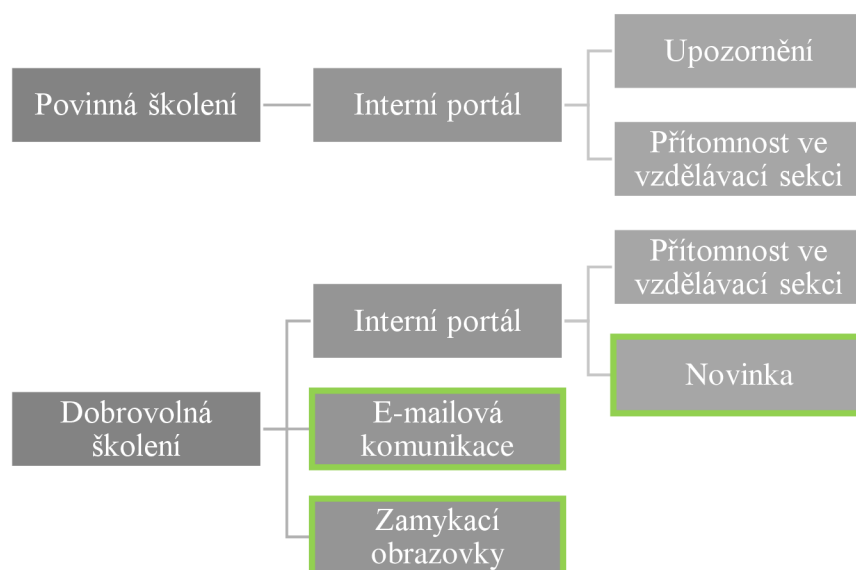 Povinná školení
Interní portál
Upozornění
Přítomnost ve
vzdělávací sekci
Dobrovolná
školení
Interní portál
Přítomnost ve
vzdělávací sekci
Novinka
E-mailová
komunikace
Zamykací
obrazovky